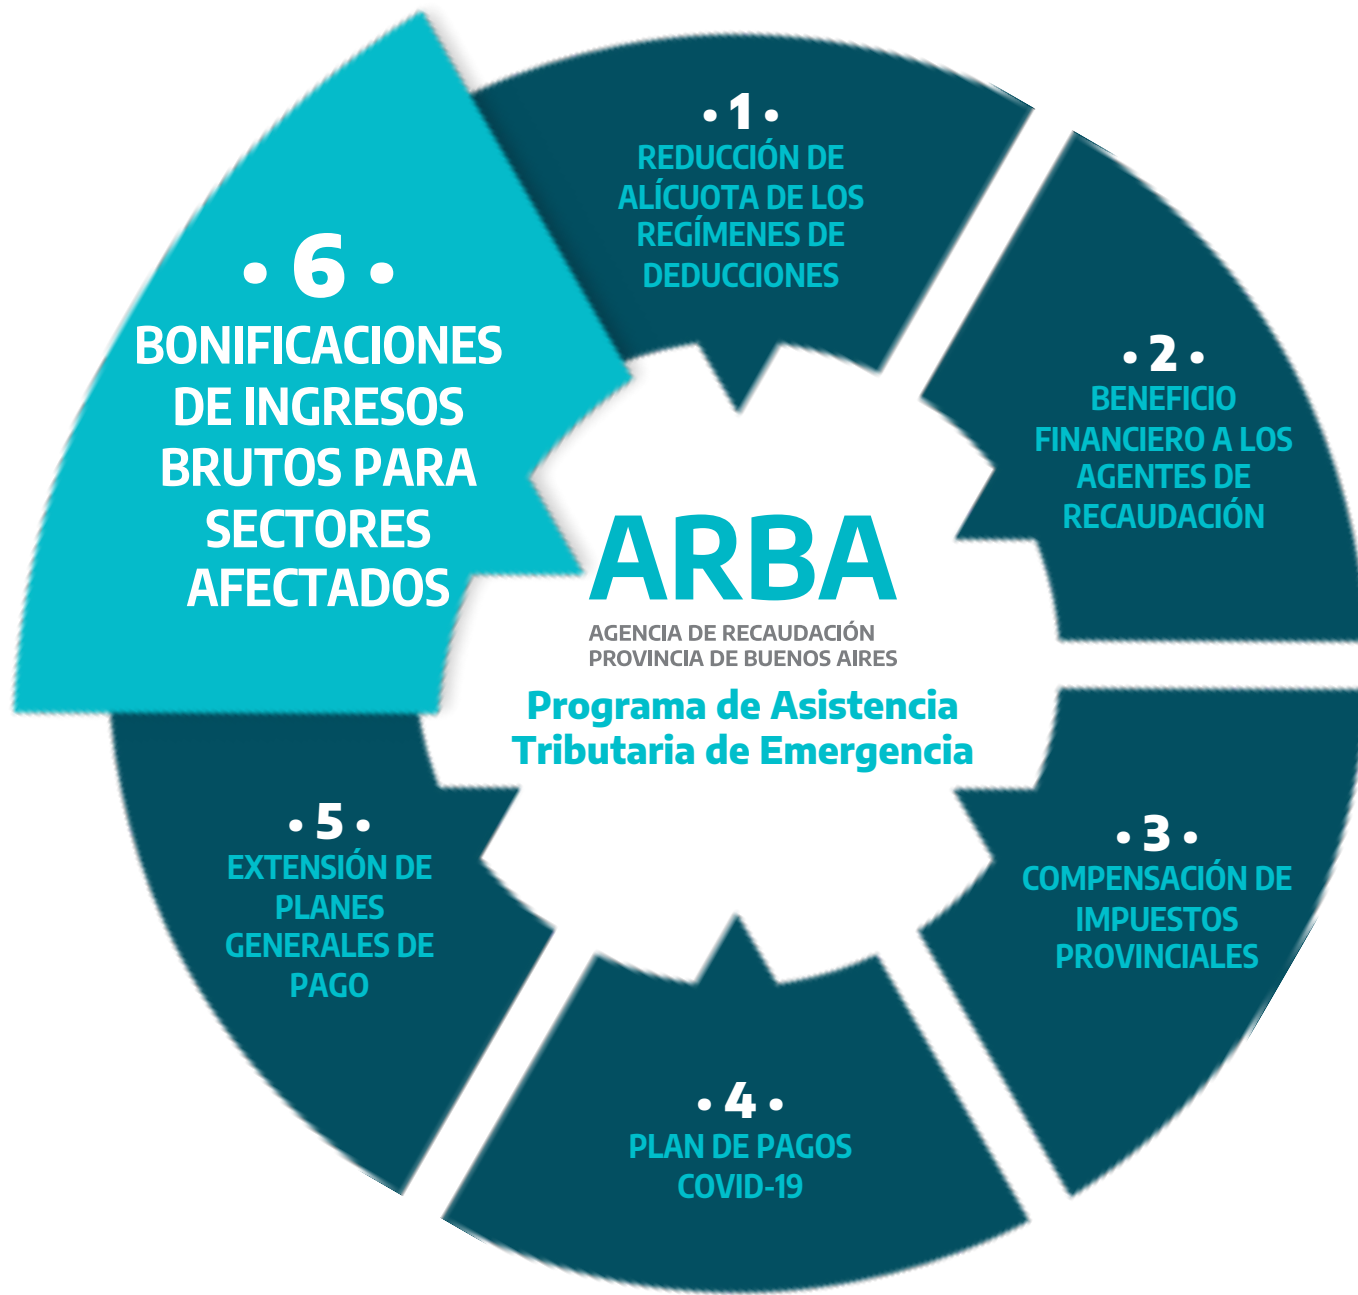 • 1 •
REDUCCIÓN DE
ALÍCUOTA DE LOS
REGÍMENES DE
DEDUCCIONES
• 2 •
BENEFICIO
FINANCIERO A LOS
AGENTES DE
RECAUDACIÓN
• 3 •
COMPENSACIÓN DE
IMPUESTOS
PROVINCIALES
• 4 •
PLAN DE PAGOS
COVID-19
• 5 •
EXTENSIÓN DE
PLANES
GENERALES DE
PAGO
• 6 •
BONIFICACIONES
DE INGRESOS
BRUTOS PARA
SECTORES
AFECTADOS
ARBA
AGENCIA DE RECAUDACIÓN
PROVINCIA DE BUENOS AIRES
Programa de Asistencia
Tributaria de Emergencia